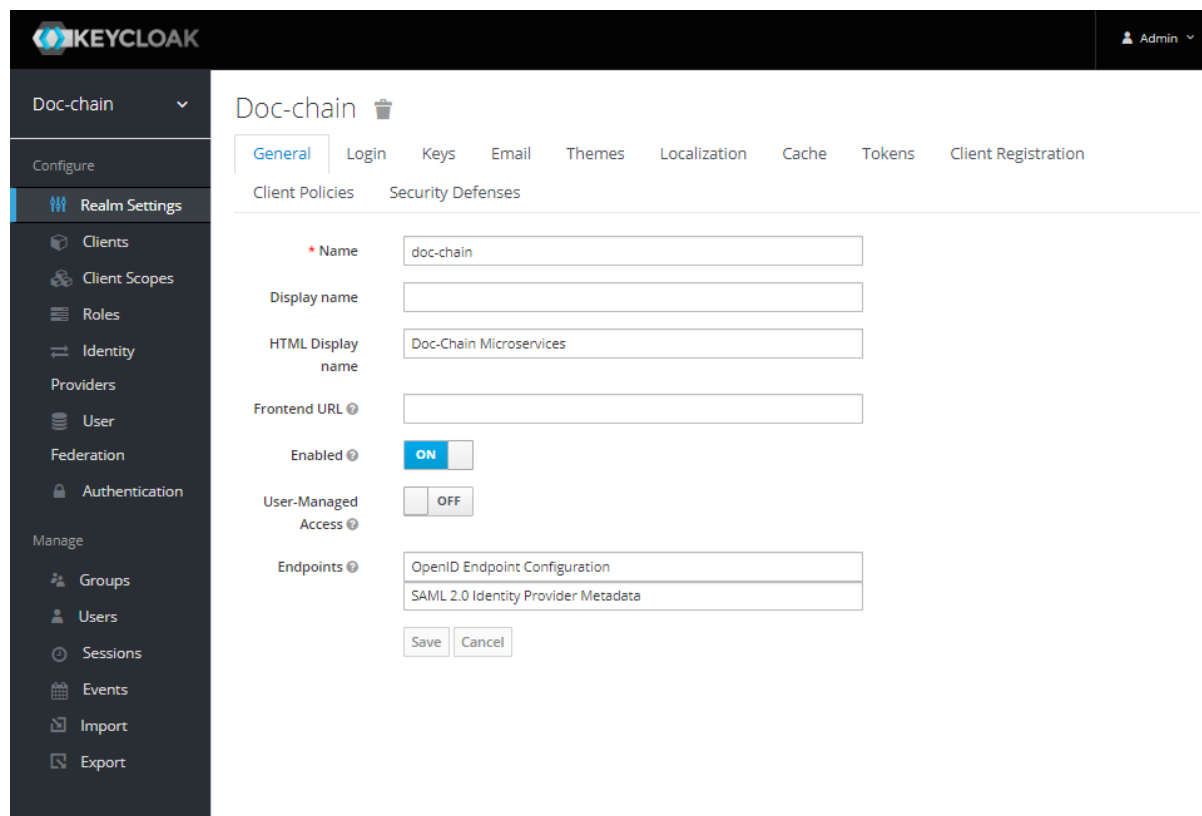 KEYCLOAK
Admin
Doc-chain
Configure
Realm Settings
Clients
Client Scopes
Roles
Identity
Providers
User
Federation
Authentication
Manage
Groups
Users
Sessions
Events
Import
Export
Doc-chain
General Login Keys Email Themes Localization Cache Tokens Client Registration
Client Policies Security Defenses
* Name doc-chain
Display name
HTML Display
name
Doc-Chain Microservices
Frontend URL
Enabled ON
User-Managed
Access
OFF
Endpoints OpenID Endpoint Configuration
SAML 2.0 Identity Provider Metadata
Save Cancel